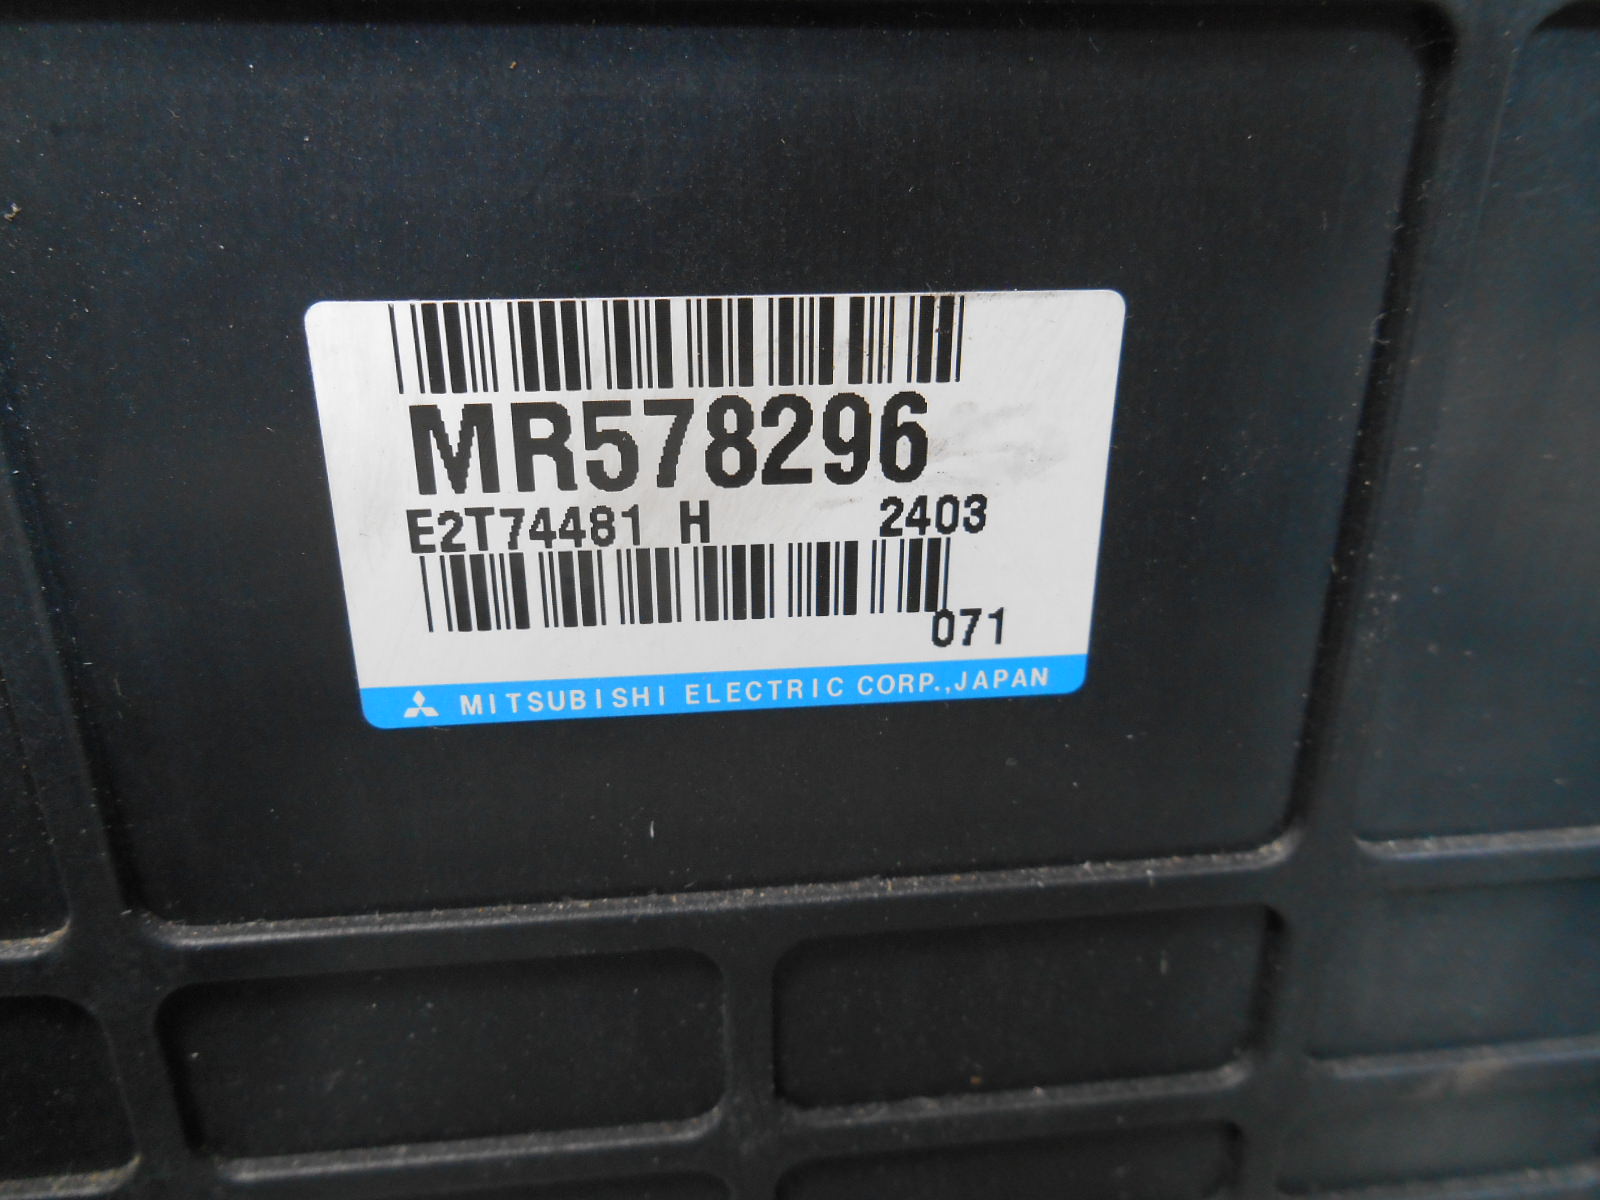 MR578296
E2T74481 H 2403
071
MITSUBISHI ELECTRIC CORP.,JAPAN